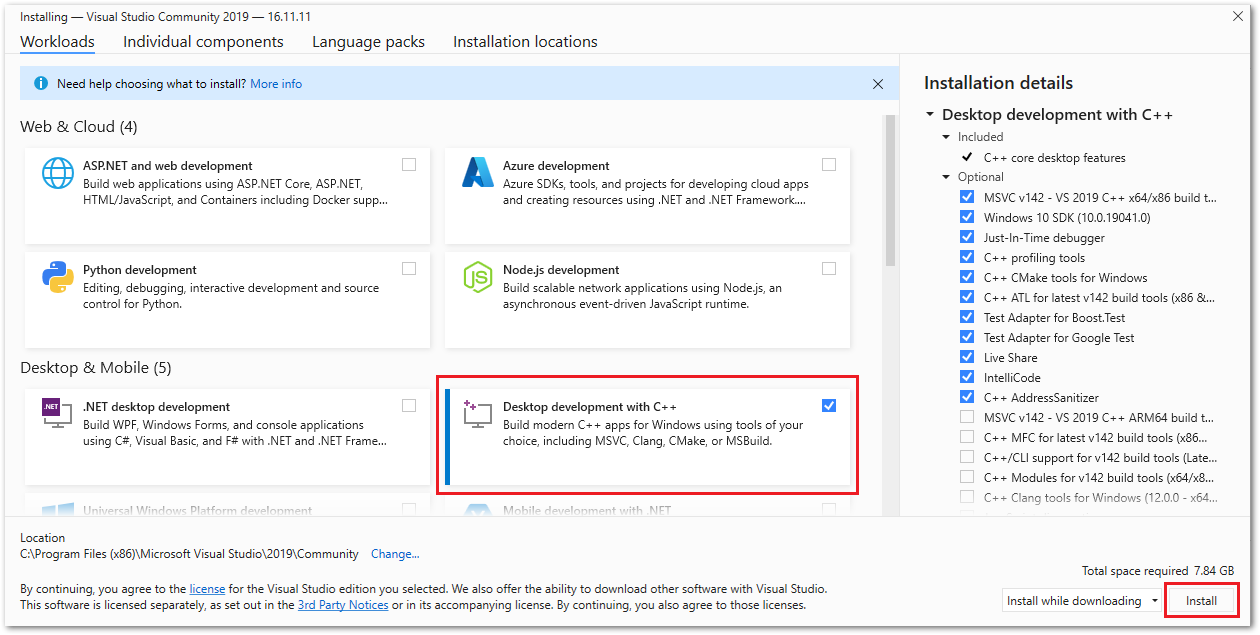 Installing — Visual Studio Community 2019 — 16.11.11
Workloads Individual components Language packs Installation locations
Need help choosing what to install? More info
Web & Cloud (4)
ASP.NET and web development
Build web applications using ASP.NET Core, ASP.NET,
HTML/JavaScript, and Containers including Docker supp...
Azure development
Azure SDKs, tools, and projects for developing cloud apps
and creating resources using .NET and .NET Framework....
Python development
Editing, debugging, interactive development and source
control for Python.
Node.js development
Build scalable network applications using Node.js, an
asynchronous event-driven JavaScript runtime.
Desktop & Mobile (5)
.NET
.NET desktop development
Build WPF, Windows Forms, and console applications
using C#, Visual Basic, and F# with .NET and .NET Frame...
Desktop development with C++
Build modern C++ apps for Windows using tools of your
choice, including MSVC, Clang, CMake, or MSBuild.
Universal Windows Platform development
Mobile development with .NET
Installation details
Desktop development with C++
Included
C++ core desktop features
Optional
MSVC v142 - VS 2019 C++ x64/x86 build t...
Windows 10 SDK (10.0.19041.0)
Just-In-Time debugger
C++ profiling tools
C++ CMake tools for Windows
C++ ATL for latest v142 build tools (x86 &...
Test Adapter for Boost.Test
Test Adapter for Google Test
Live Share
IntelliCode
C++ AddressSanitizer
MSVC v142 - VS 2019 C++ ARM64 build t...
C++ MFC for latest v142 build tools (x86...
C++/CLI support for v142 build tools (Late...
C++ Modules for v142 build tools (x64/x8...
C++ Clang tools for Windows (12.0.0 - x64...
Location
C:\Program Files (x86)\Microsoft Visual Studio\2019\Community Change...
By continuing, you agree to the license for the Visual Studio edition you selected. We also offer the ability to download other software with Visual Studio.
This software is licensed separately, as set out in the 3rd Party Notices or in its accompanying license. By continuing, you also agree to those licenses.
Total space required 7.84 GB
Install while downloading
Install